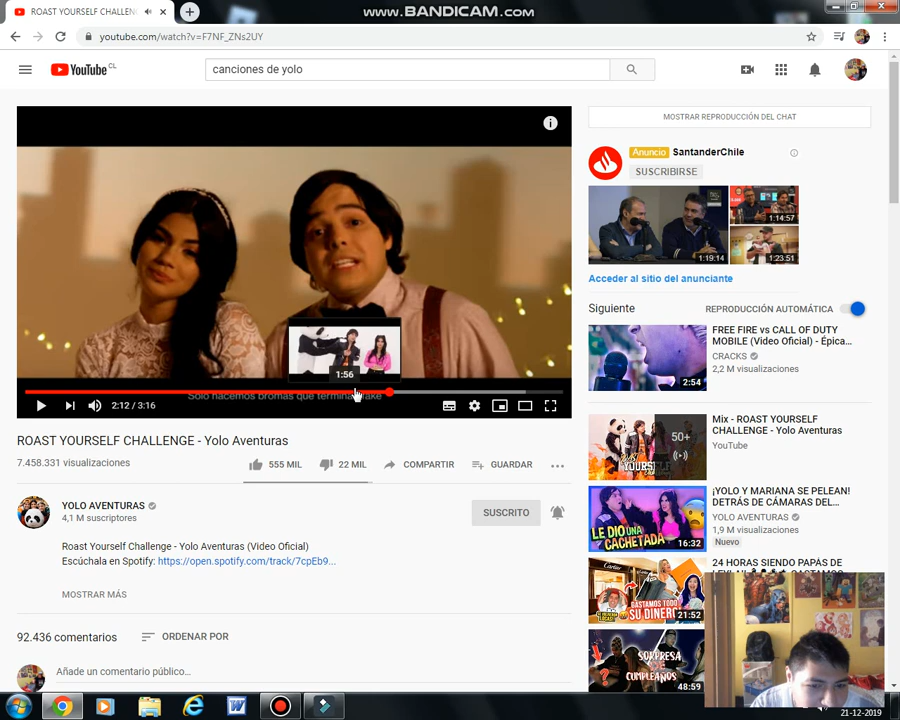 ROAST YOURSELF CHALLEN
WWW.BANDICAM.COM
youtube.com/watch?v=F7NF_ZNs2UY
YouTube CL
canciones de yolo
1:56
Solo hacemos bromas que
2:12 / 3:16
ROAST YOURSELF CHALLENGE - Yolo Aventuras
7.458.331 visualizaciones
555 MIL
22 MIL
COMPARTIR
GUARDAR
YOLO AVENTURAS
4,1 M suscriptores
SUSCRITO
Roast Yourself Challenge - Yolo Aventuras (Video Oficial)
Escúchala en Spotify: https://open.spotify.com/track/7cpEb9...
MOSTRAR MÁS
92.436 comentarios
ORDENAR POR
Añade un comentario público...
MOSTRAR REPRODUCCIÓN DEL CHAT
Anuncio SantanderChile
SUSCRIBIRSE
1:19:14
1:14:57
1:23:51
Acceder al sitio del anunciante
Siguiente
REPRODUCCIÓN AUTOMÁTICA
2:54
FREE FIRE vs CALL OF DUTY
MOBILE (Video Oficial) - Épica...
CRACKS
2,2 M visualizaciones
50+
Mix - ROAST YOURSELF
CHALLENGE - Yolo Aventuras
YouTube
LE DIO UNA
CACHETADA
16:32
¡YOLO Y MARIANA SE PELEAN!
DETRÁS DE CÁMARAS DEL...
YOLO AVENTURAS
1,9 M visualizaciones
Nuevo
Cartier
GASTAMOS TODO
SU DINERO
21:52
24 HORAS SIENDO PAPÁS DE
SORPRESA
DE
CUMPLEAÑOS
48:59
21-12-2019